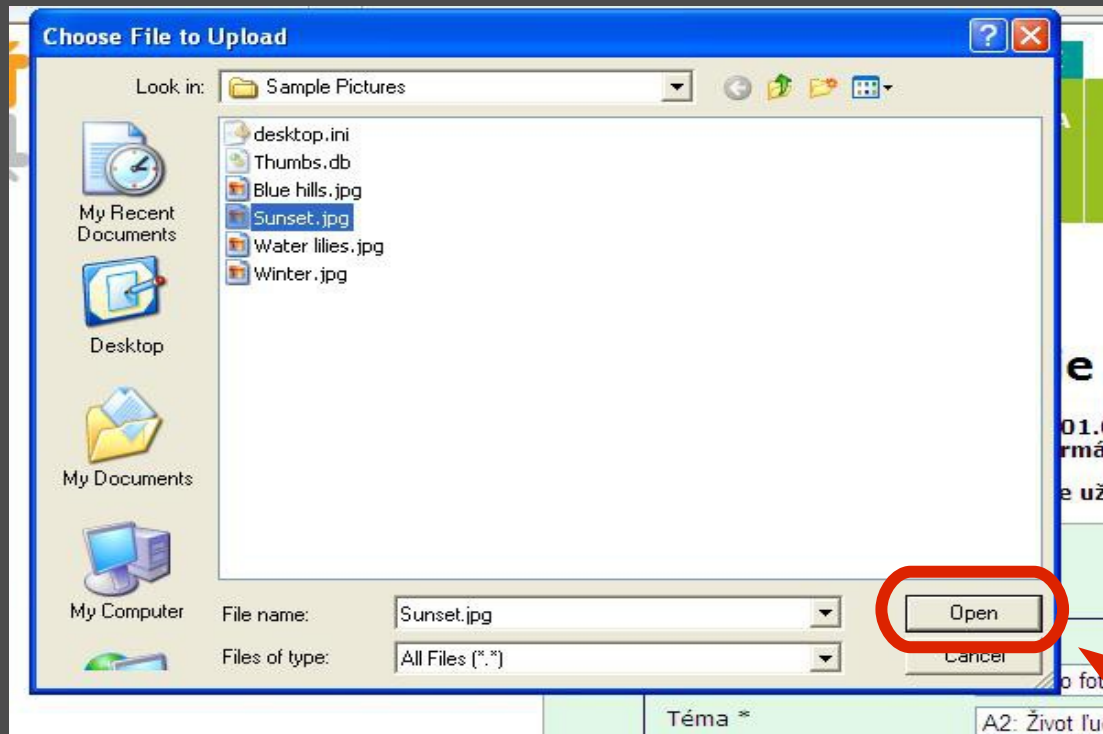 Choose File to Upload
Look in: Sample Pictures
desktop.ini
Thumbs.db
Blue hills.jpg
Sunset.jpg
Water lilies.jpg
Winter.jpg
My Recent
Documents
Desktop
My Documents
My Computer
File name: Sunset.jpg Open
Files of type: All Files (*.*) Cancel
Téma * A2: Život